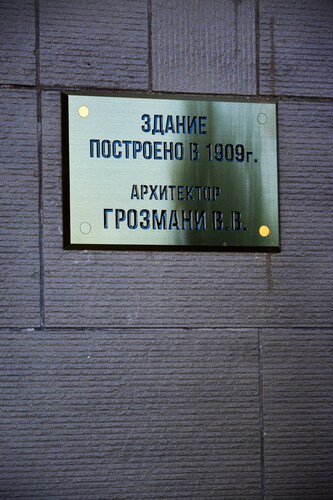 ЗДАНИЕ
ПОСТРОЕНО В 1909г.
АРХИТЕКТОР
ГРОЗМАНИ В.В.